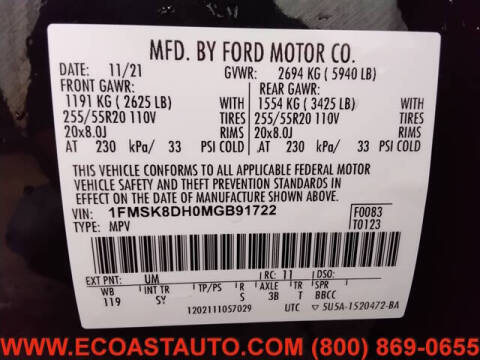 MFD. BY FORD MOTOR CO.
DATE: 11/21 GVWR: 2694 KG ( 5940 LB)
FRONT GAWR: REAR GAWR:
1191 KG ( 2625 LB) WITH 1554 KG ( 3425 LB) WITH
255/55R20 110V TIRES 255/55R20 110V TIRES
20x8.0J RIMS 20x8.0J RIMS
AT 230 kPa/ 33 PSI COLD AT 230 kPa/ 33 PSI COLD
THIS VEHICLE CONFORMS TO ALL APPLICABLE FEDERAL MOTOR
VEHICLE SAFETY AND THEFT PREVENTION STANDARDS IN
EFFECT ON THE DATE OF MANUFACTURE SHOWN ABOVE.
VIN: 1FMSK8DH0MGB91722 F0083
TYPE: MPV T0123
EXT PNT: UM RC: 11 DSO:
WB INT TR TP/PS R AXLE TR SPR
119 SY S 3B T BBCC
1202111057029 UTC 5U5A-1520472-BA
WWW.ECOASTAUTO.COM (800) 869-0655